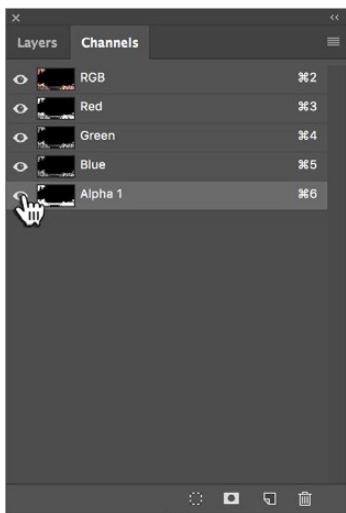 Layers Channels
RGB ⌘2
Red ⌘3
Green ⌘4
Blue ⌘5
Alpha 1 ⌘6